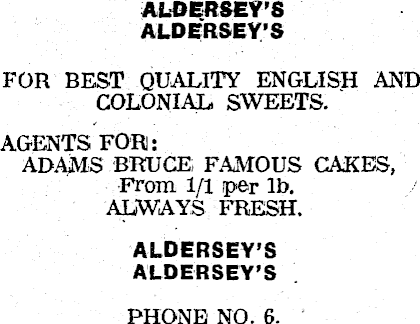 ALDERSEY'S
ALDERSEY'S
FOR BEST QUALITY ENGLISH AND
COLONIAL SWEETS.
AGENTS FOR:
ADAMS BRUCE FAMOUS CAKES,
From 1/1 per lb.
ALWAYS FRESH.
ALDERSEY'S
ALDERSEY'S
PHONE NO. 6.